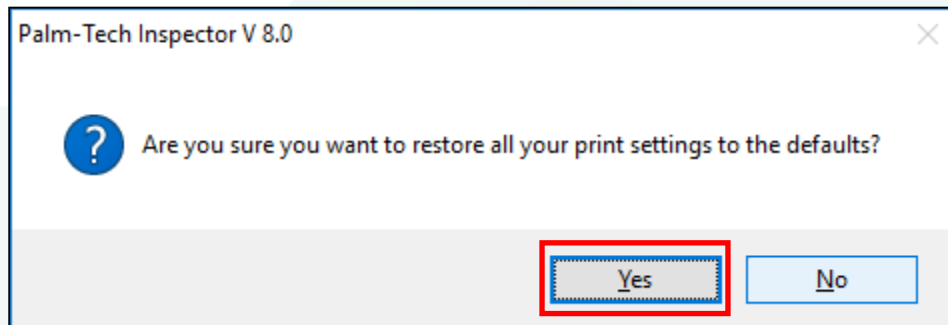 Palm-Tech Inspector V 8.0
?
Are you sure you want to restore all your print settings to the defaults?
Yes
No